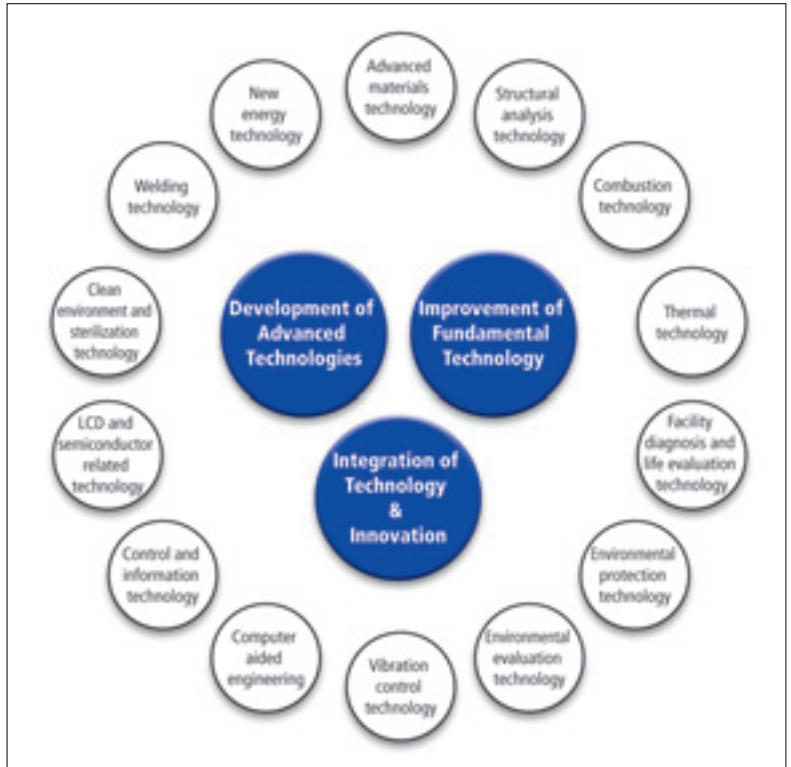 Advanced
materials
technology
Structural
analysis
technology
Combustion
technology
Thermal
technology
Facility
diagnosis and
life evaluation
technology
Environmental
protection
technology
Environmental
evaluation
technology
Vibration
control
technology
Computer
aided
engineering
Control and
information
technology
LCD and
semiconductor
related
technology
Clean
environment and
sterilization
technology
Welding
technology
New
energy
technology
Development of
Advanced
Technologies
Improvement of
Fundamental
Technology
Integration of
Technology
&
Innovation